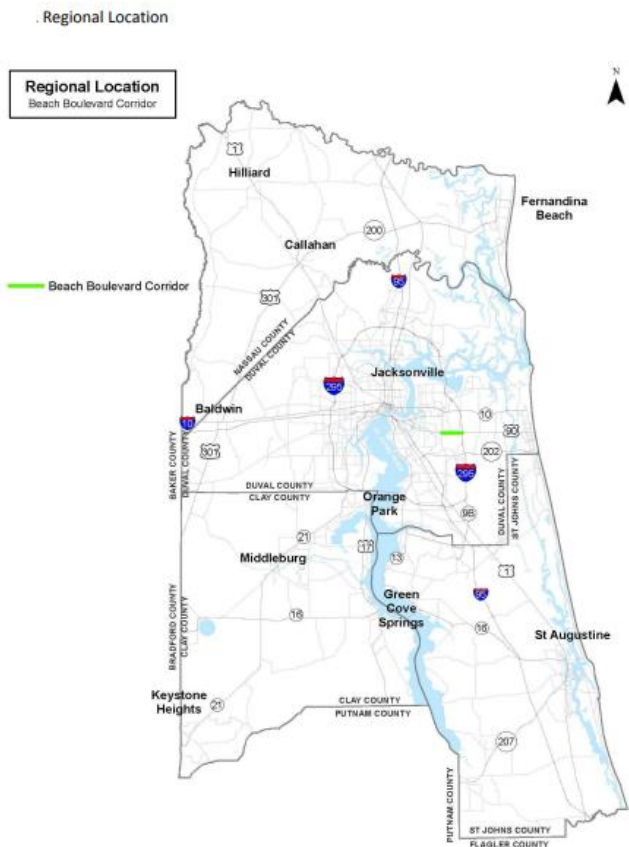 . Regional Location
Regional Location
Beach Boulevard Corridor
N
1
Hilliard
Fernandina
Beach
200
Callahan
95
Beach Boulevard Corridor
301
NASSAU COUNTY
DUVAL COUNTY
Jacksonville
295
Baldwin
10
10
90
301
202
BAKER COUNTY
DUVAL COUNTY
295
DUVAL COUNTY
CLAY COUNTY
Orange
Park
DUVAL COUNTY
ST JOHNS COUNTY
9B
21
17
13
Middleburg
1
Green
Cove
Springs
95
BRADFORD COUNTY
CLAY COUNTY
16
16
St Augustine
Keystone
Heights
21
CLAY COUNTY
PUTNAM COUNTY
207
PUTNAM COUNTY
ST JOHNS COUNTY
FLAGLER COUNTY